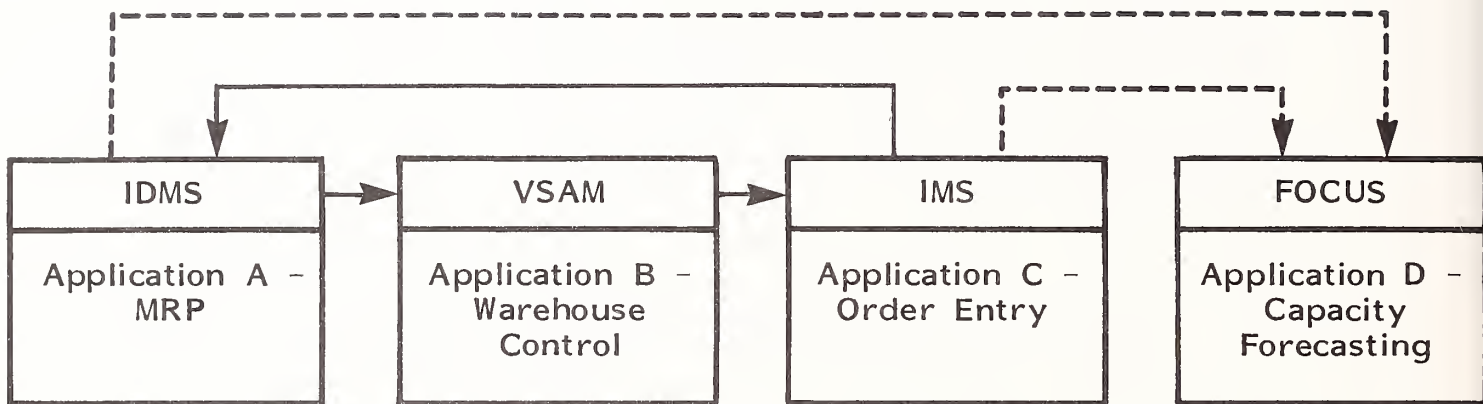 IDMS
Application A -
MRP
VSAM
Application B -
Warehouse
Control
IMS
Application C -
Order Entry
FOCUS
Application D -
Capacity
Forecasting